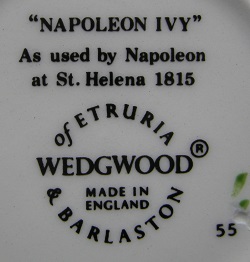 "NAPOLEON IVY"
As used by Napoleon
at St. Helena 1815
of ETRURIA
WEDGWOOD®
MADE IN
ENGLAND
& BARLASTON
55